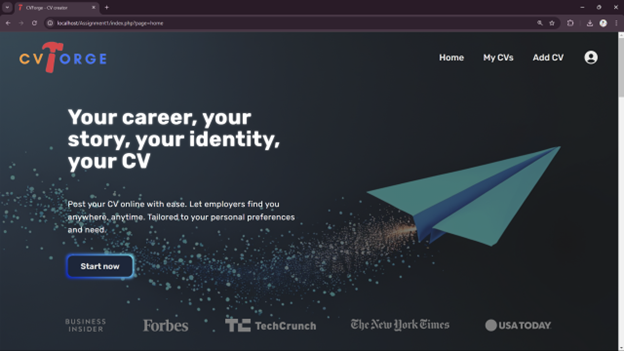 CVForge - CV creator
localhost/Assignment1/index.php?page=home
CVFORGE
Home
My CVs
Add CV
Your career, your
story, your identity,
your CV
Post your CV online with ease. Let employers find you
anywhere, anytime. Tailored to your personal preferences
and need
Start now
BUSINESS
INSIDER
Forbes
TechCrunch
The New York Times
USA TODAY